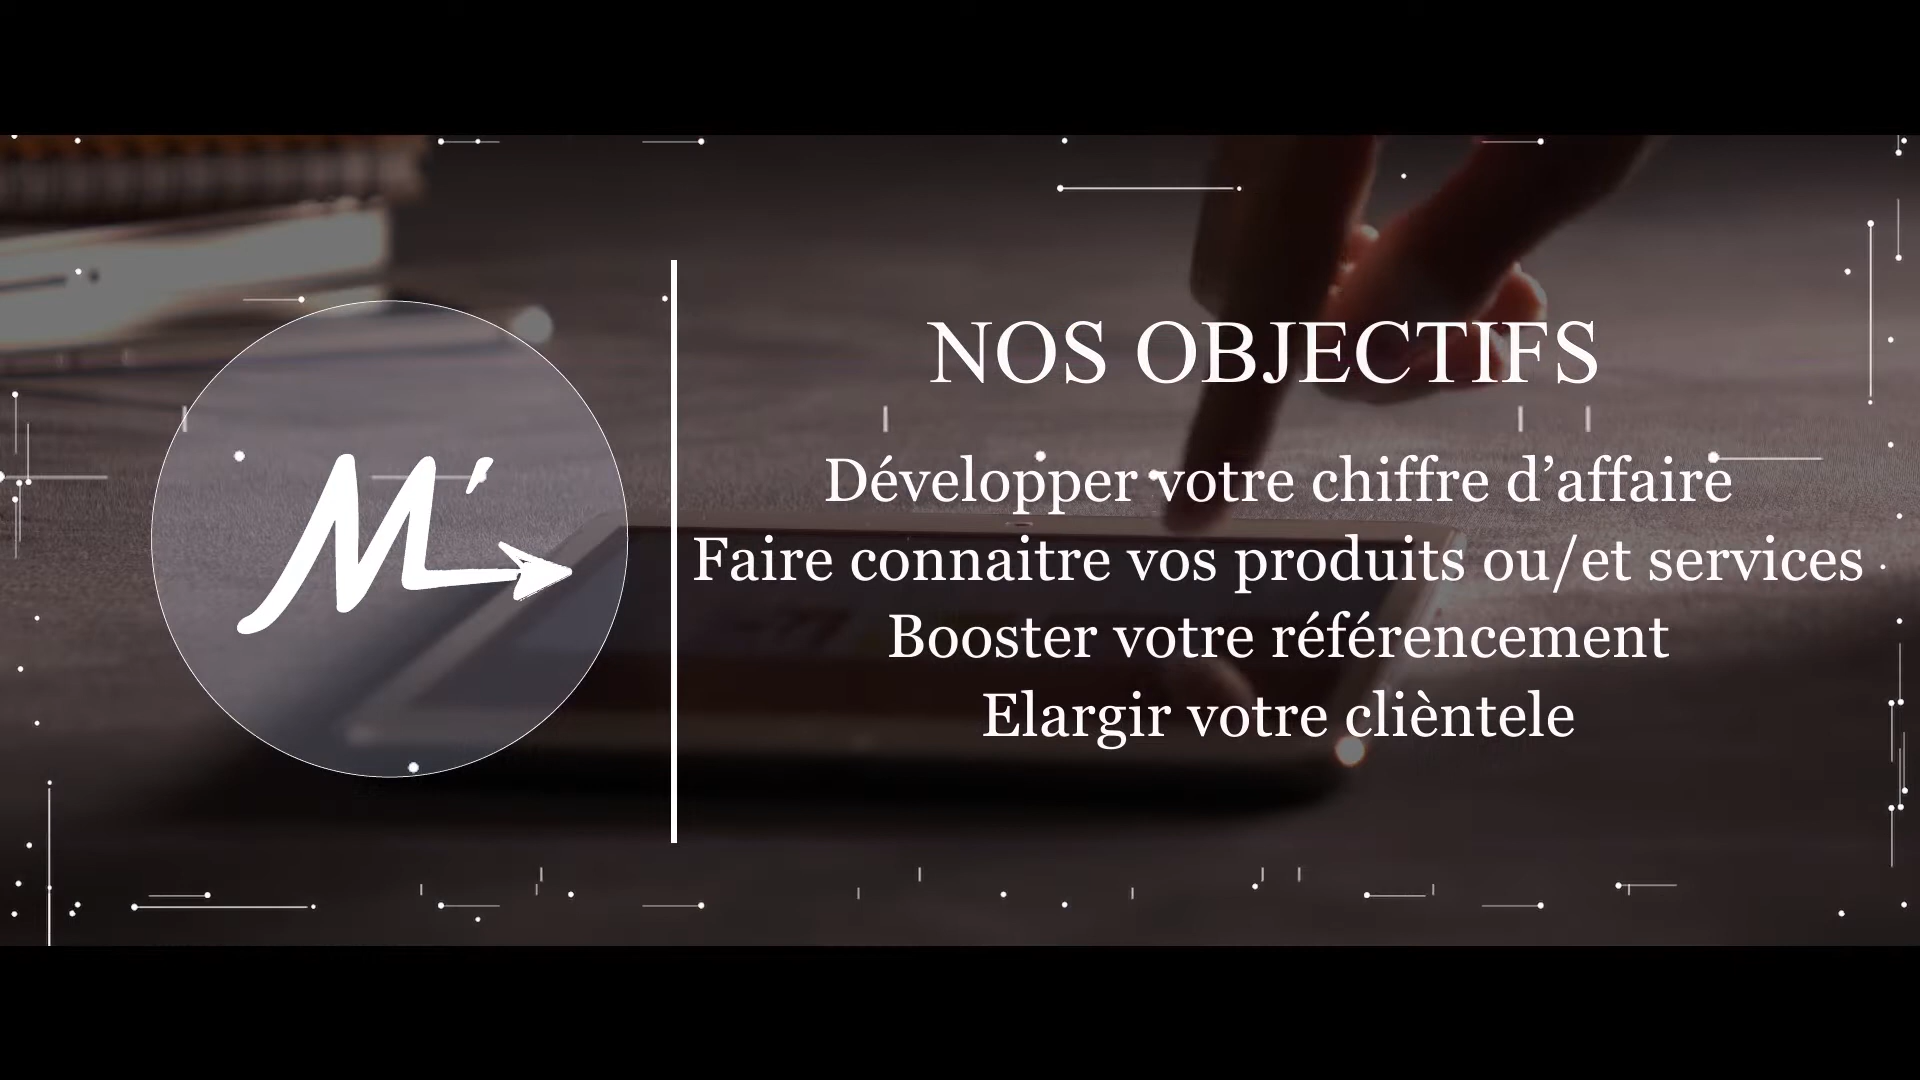 M'
NOS OBJECTIFS
Développer votre chiffre d’affaire
Faire connaitre vos produits ou/et services
Booster votre référencement
Elargir votre clièntele